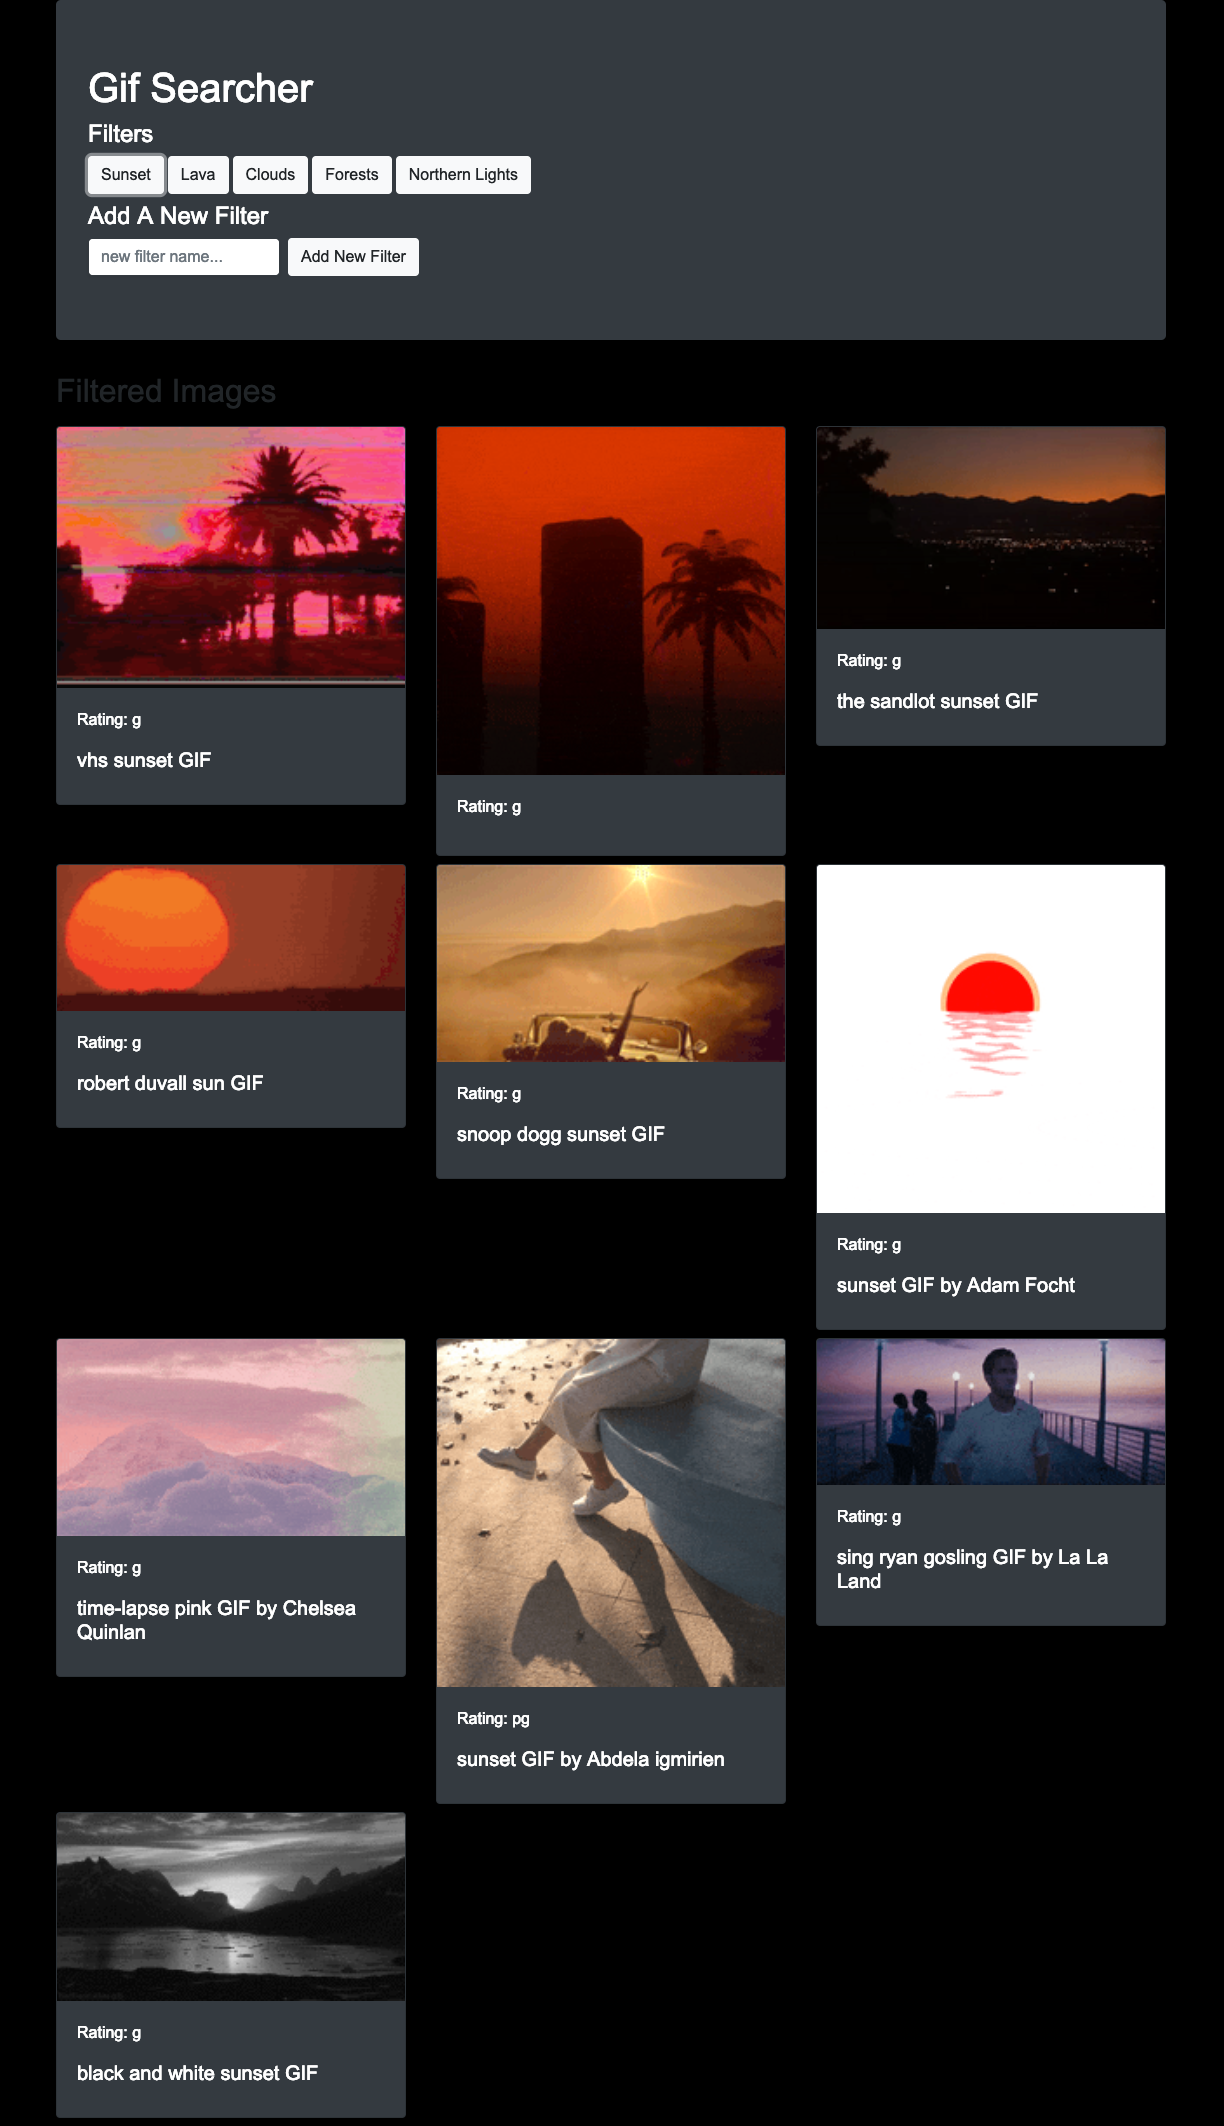 Gif Searcher
Filters
Sunset Lava Clouds Forests Northern Lights
Add A New Filter
new filter name... Add New Filter
Filtered Images
Rating: g
vhs sunset GIF
Rating: g
Rating: g
the sandlot sunset GIF
Rating: g
robert duvall sun GIF
Rating: g
snoop dogg sunset GIF
Rating: g
sunset GIF by Adam Focht
Rating: g
time-lapse pink GIF by Chelsea
Quinlan
Rating: pg
sunset GIF by Abdela igmirien
Rating: g
sing ryan gosling GIF by La La
Land
Rating: g
black and white sunset GIF